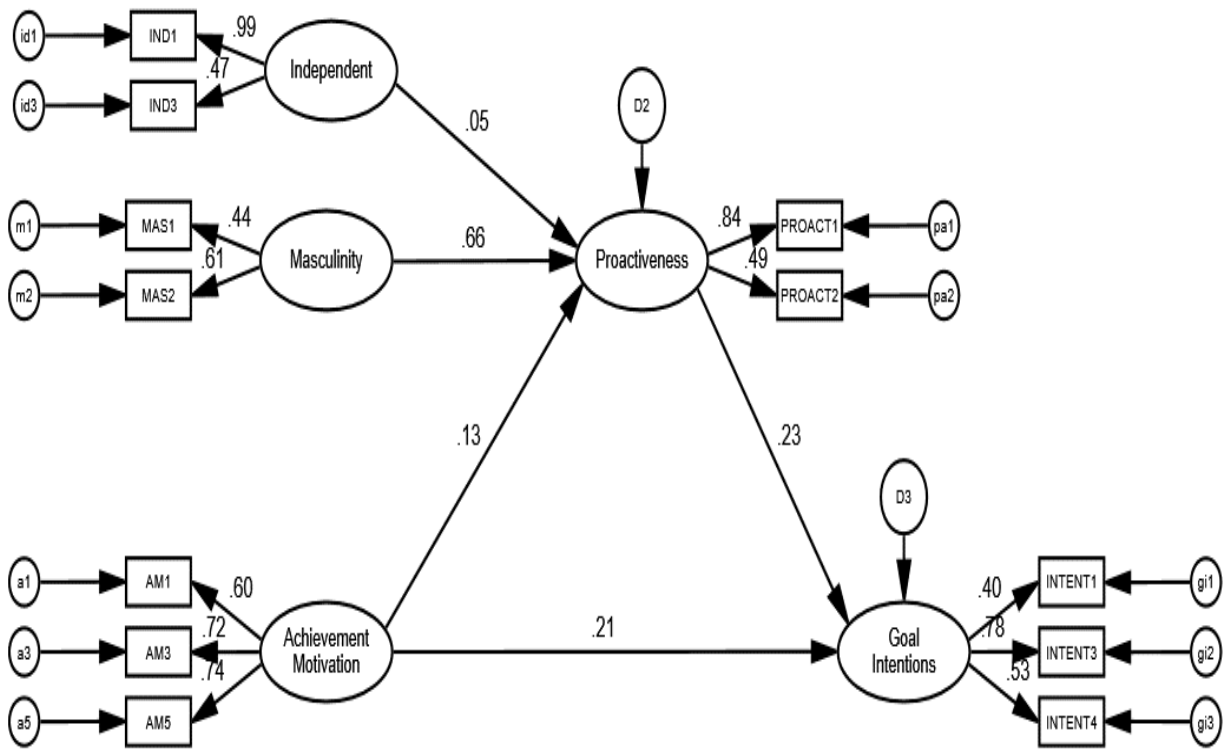 id1
IND1
.99
Independent
id3
IND3
.47
D2
.05
m1
MAS1
.44
Masculinity
.66
m2
MAS2
.61
Proactiveness
.84
PROACT1
pa1
.49
PROACT2
pa2
.13
.23
D3
a1
AM1
.60
a3
AM3
.72
Achievement
Motivation
a5
AM5
.74
.21
Goal
Intentions
.40
INTENT1
gi1
.78
INTENT3
gi2
.53
INTENT4
gi3